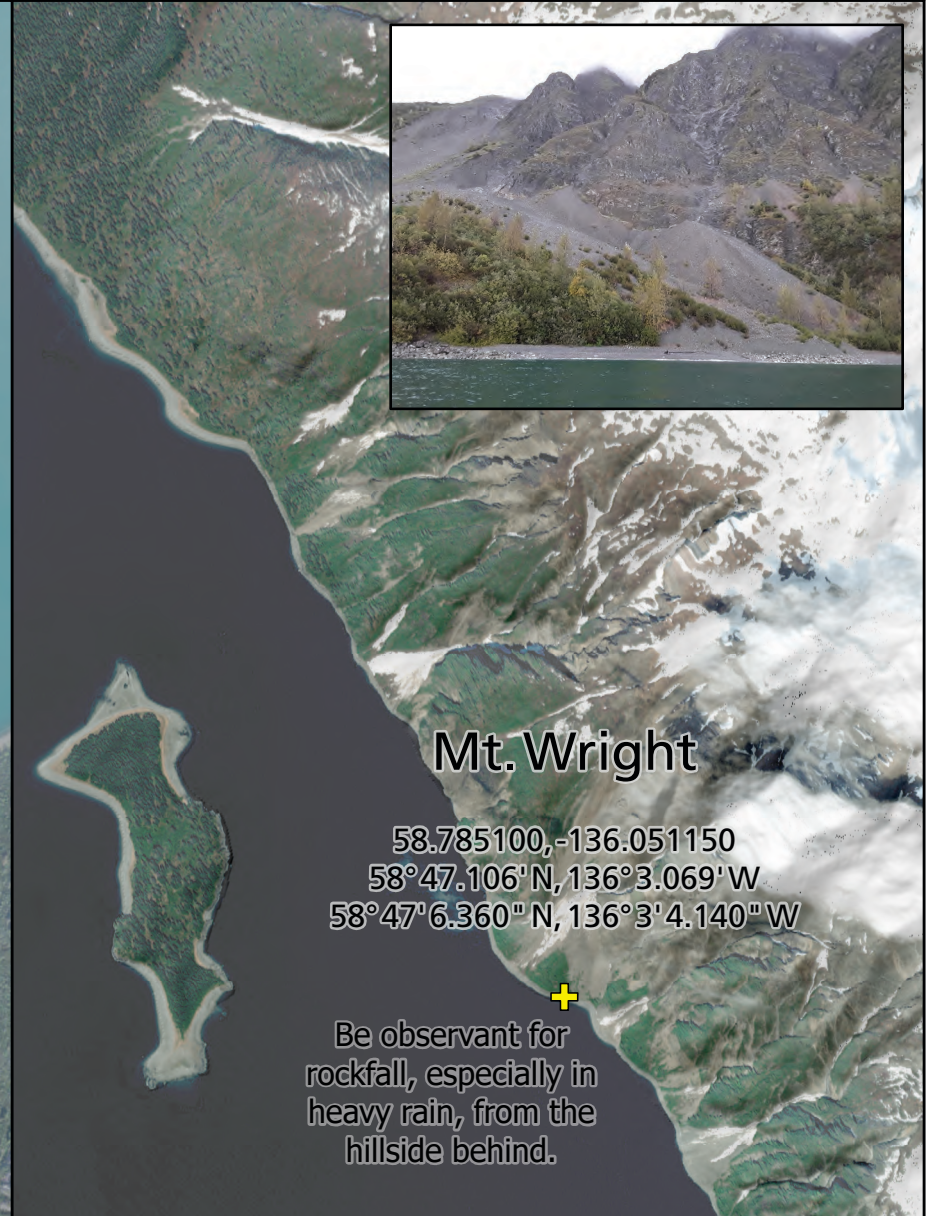 Mt. Wright
58.785100,-136.051150
58°47.106'N, 136°3.069'W
58°47'6.360"N, 136°3'4.140"W
Be observant for
rockfall, especially in
heavy rain, from the
hillside behind.